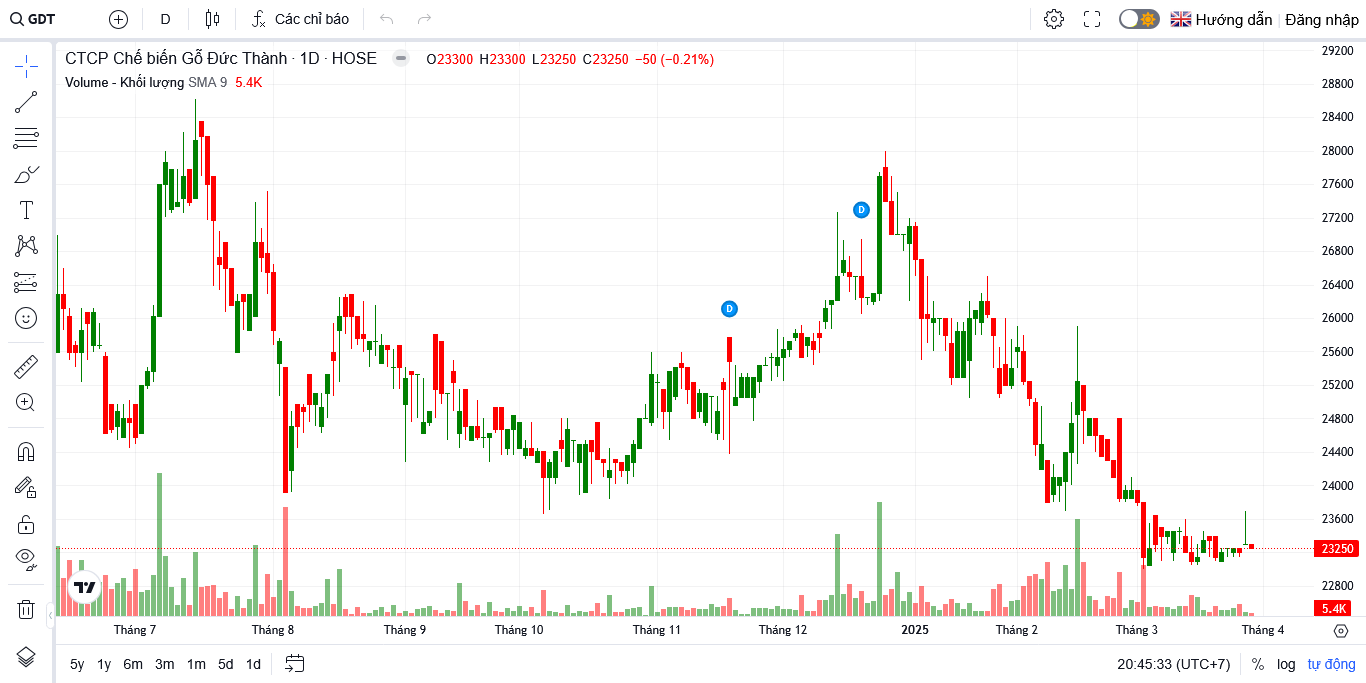 GDT D Các chỉ báo Hướng dẫn Đăng nhập
CTCP Chế biến Gỗ Đức Thành · 1D · HOSE O23300 H23300 L23250 C23250 −50 (−0.21%)
Volume - Khối lượng SMA 9 5.4K
29200
28800
28400
28000
27600
27200
26800
26400
26000
25600
25200
24800
24400
24000
23600
23250
22800
5.4K
D
D
Tháng 7 Tháng 8 Tháng 9 Tháng 10 Tháng 11 Tháng 12 2025 Tháng 2 Tháng 3 Tháng 4
5y 1y 6m 3m 1m 5d 1d 20:45:33 (UTC+7) % log tự động